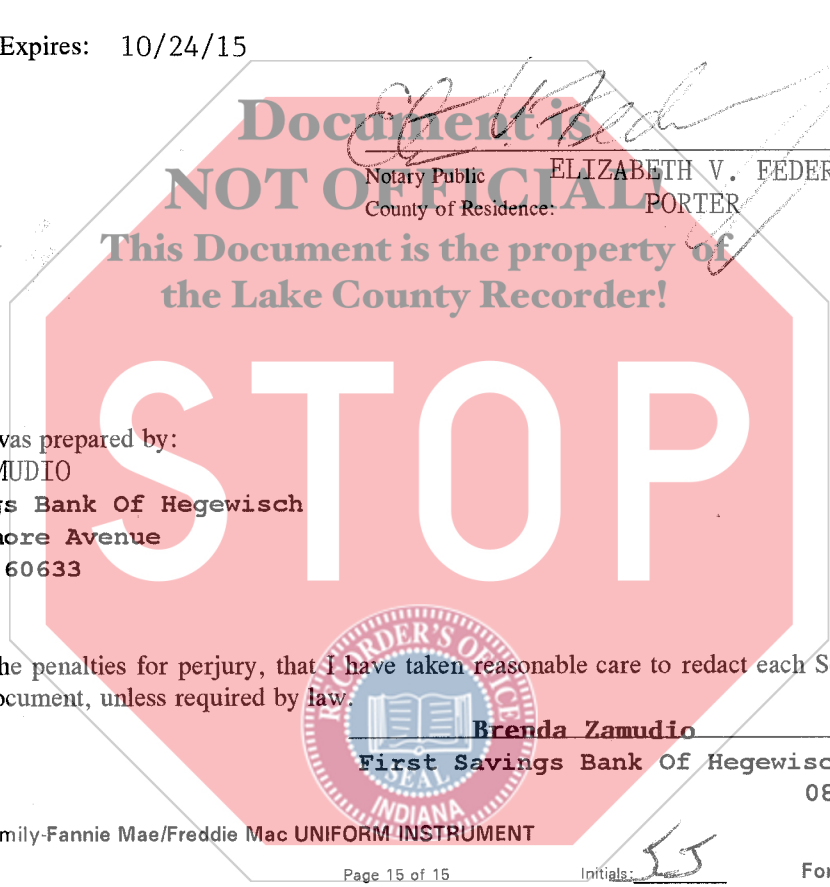 Expires: 10/24/15
Document is
NOT OFFICIAL!
Notary Public ELIZABETH V. FEDER
County of Residence: PORTER
This Document is the property of
the Lake County Recorder!
STOP
was prepared by:
MUDIO
gs Bank Of Hegewisch
more Avenue
60633
he penalties for perjury, that I have taken reasonable care to redact each S
ocument, unless required by law.
RECORDER'S OFFICE
SEAL
INDIANA
Brenda Zamudio
First Savings Bank Of Hegewisc
08
mily-Fannie Mae/Freddie Mac UNIFORM INSTRUMENT
Page 15 of 15 Initials: For